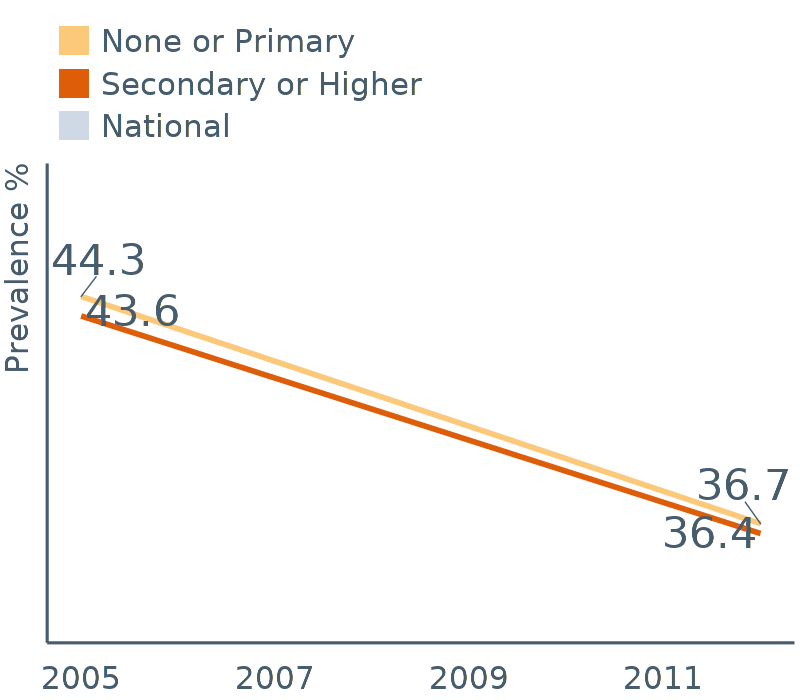 None or Primary
Secondary or Higher
National
Prevalence %
44.3
43.6
36.7
36.4
2005 2007 2009 2011